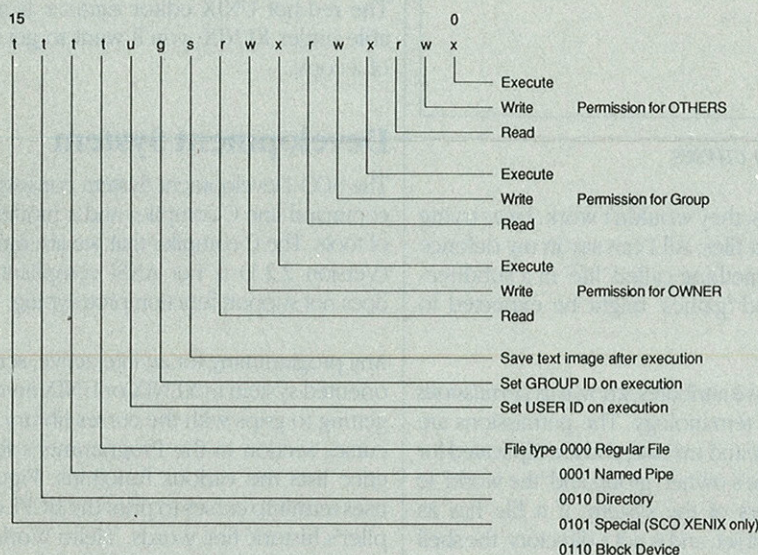 15 0
t t t t u g s r w x r w x r w x
Execute
Write Permission for OTHERS
Read
Execute
Write Permission for Group
Read
Execute
Write Permission for OWNER
Read
Save text image after execution
Set GROUP ID on execution
Set USER ID on execution
File type 0000 Regular File
0001 Named Pipe
0010 Directory
0101 Special (SCO XENIX only)
0110 Block Device